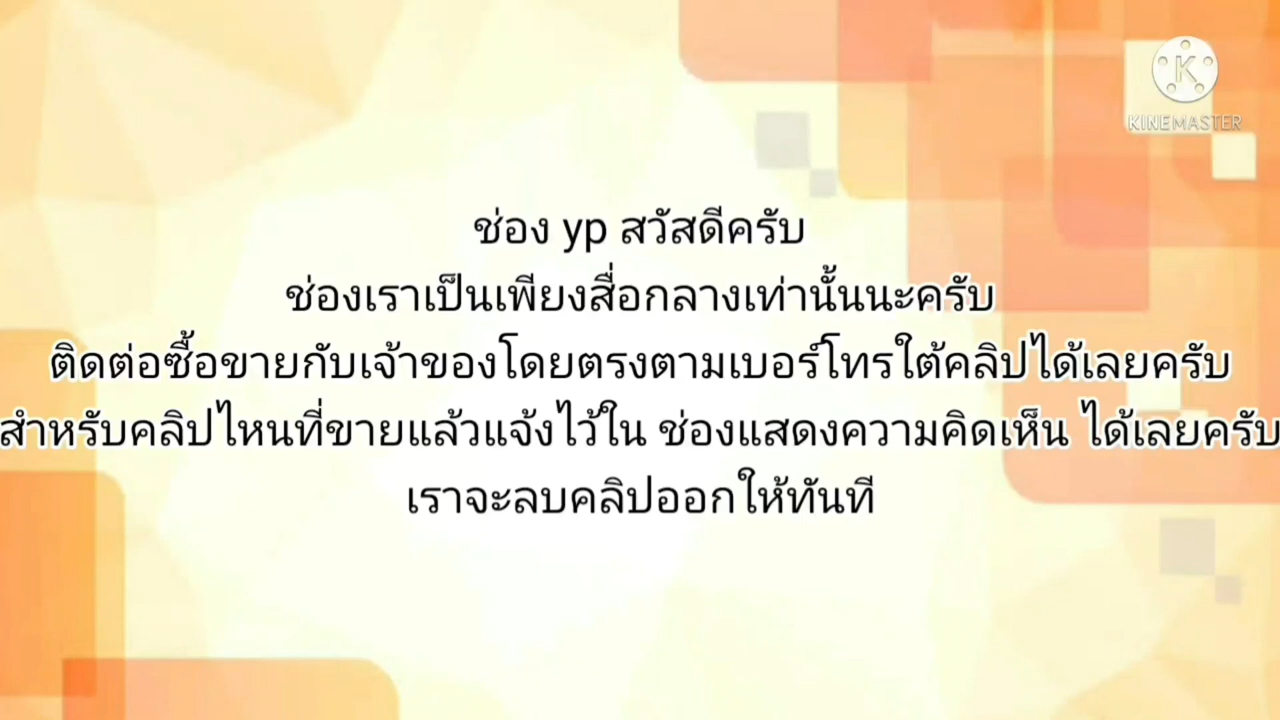 KINEMASTER
ช่อง yp สวัสดีครับ
ช่องเราเป็นเพียงสื่อกลางเท่านั้นนะครับ
ติดต่อซื้อขายกับเจ้าของโดยตรงตามเบอร์โทรใต้คลิปได้เลยครับ
สำหรับคลิปไหนที่ขายแล้วแจ้งไว้ใน ช่องแสดงความคิดเห็น ได้เลยครับ
เราจะลบคลิปออกให้ทันที